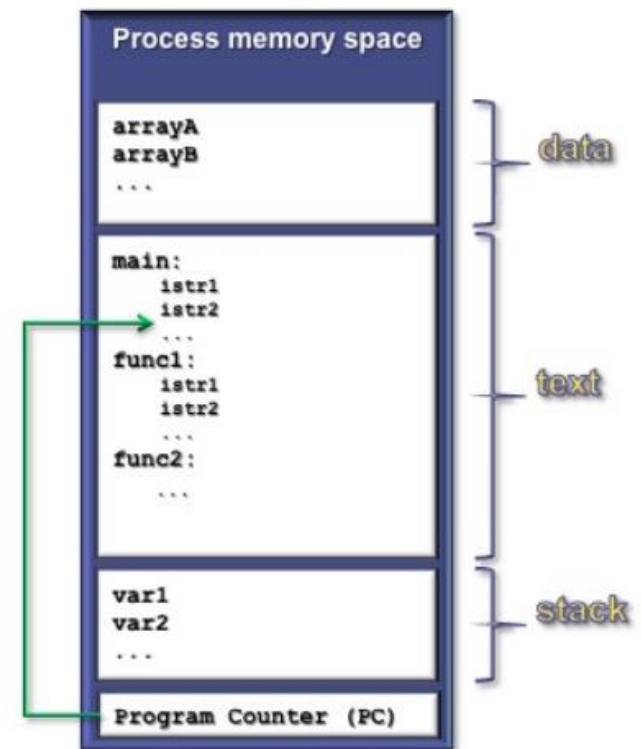 Process memory space
arrayA
arrayB
...
data
main:
istr1
istr2
...
func1:
istr1
istr2
...
func2:
...
text
var1
var2
...
stack
Program Counter (PC)